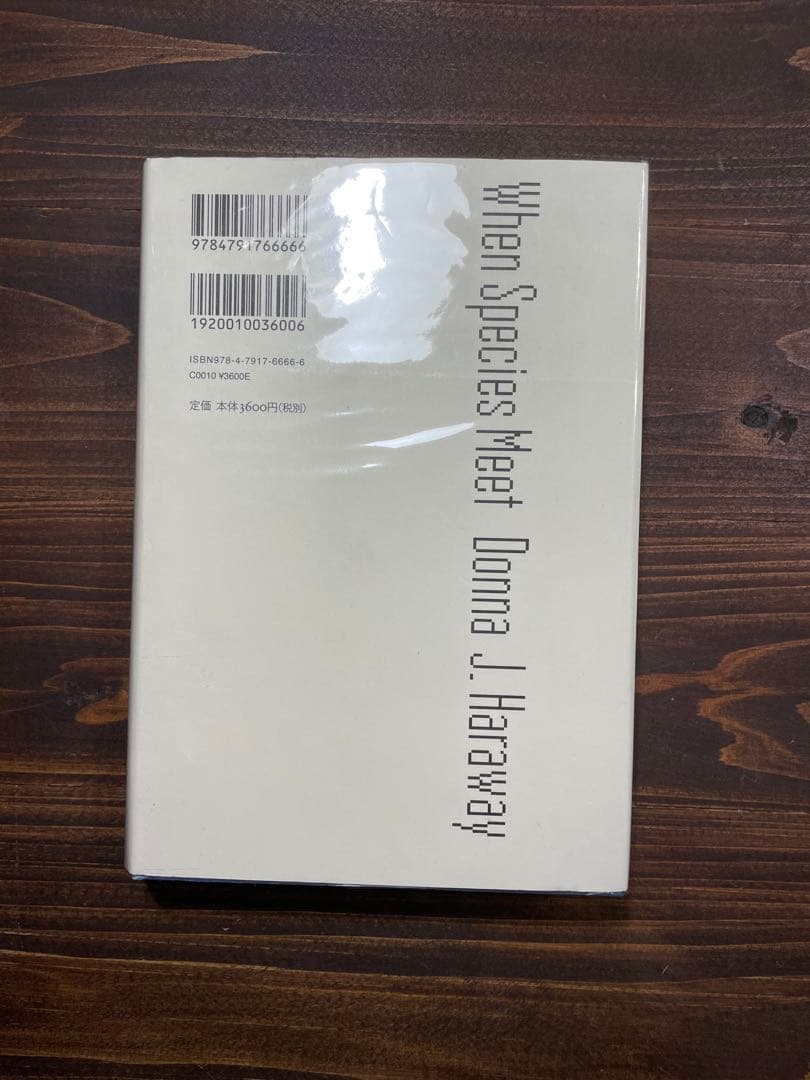 9784791766666
1920010036006
ISBN978-4-7917-6666-6
C0010 ¥3600E
定価 本体3600円(税別)
When Species Meet Donna J. Haraway